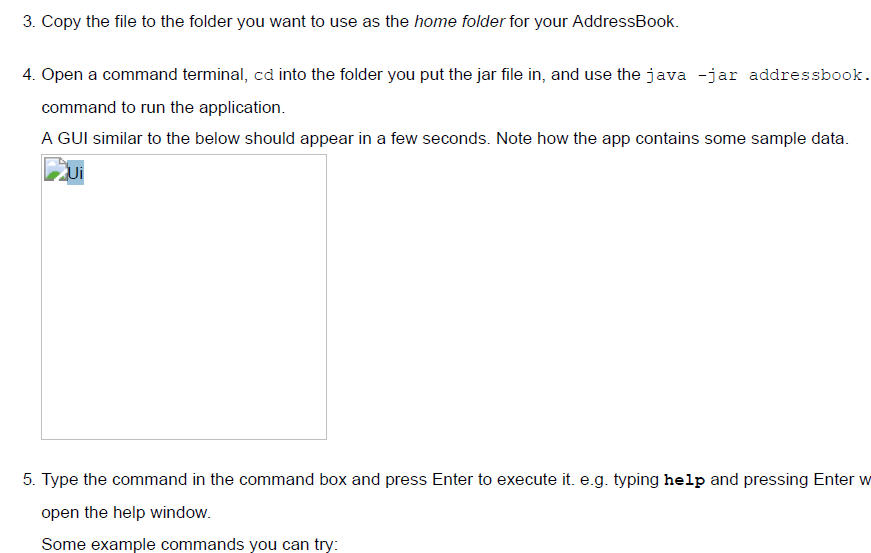 3. Copy the file to the folder you want to use as the home folder for your AddressBook.
4. Open a command terminal, cd into the folder you put the jar file in, and use the java -jar addressbook.
command to run the application.
A GUI similar to the below should appear in a few seconds. Note how the app contains some sample data.
Ui
5. Type the command in the command box and press Enter to execute it. e.g. typing help and pressing Enter w
open the help window.
Some example commands you can try: